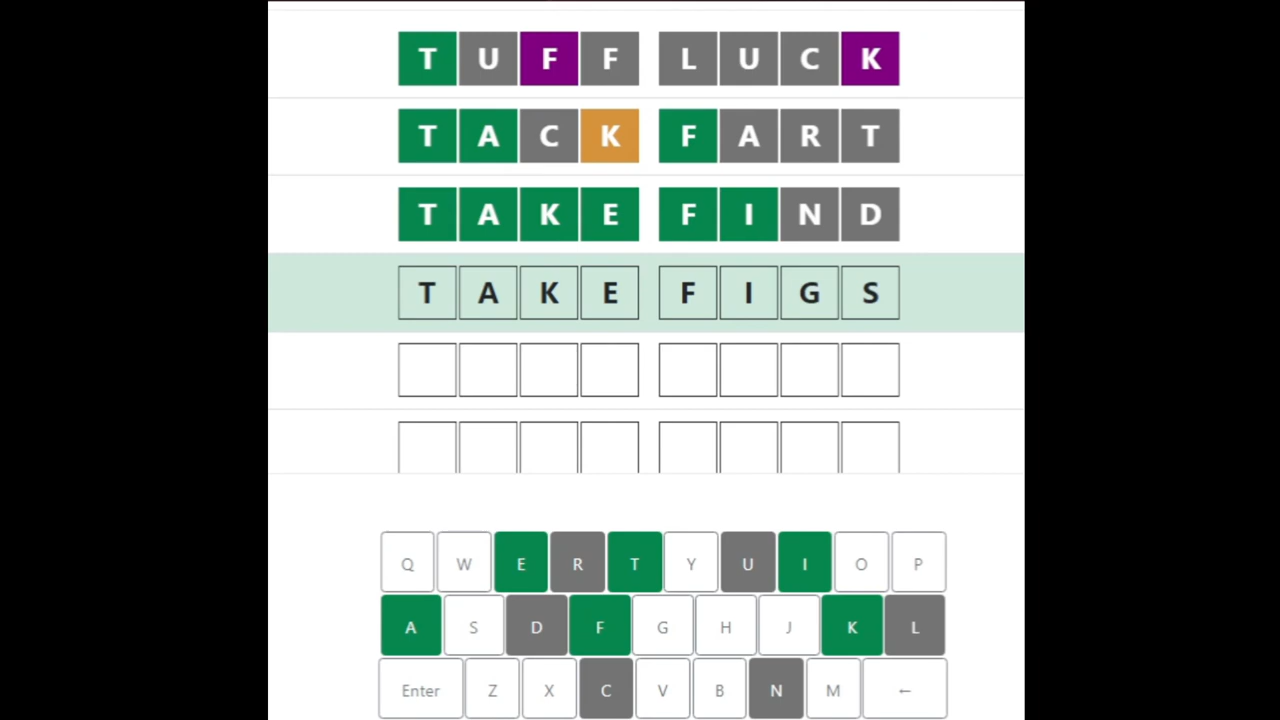 TUFF LUCK
TACK FART
TAKE FIND
TAKE FIGS
Q W E R T Y U I O P
A S D F G H J K L
Enter Z X C V B N M ←